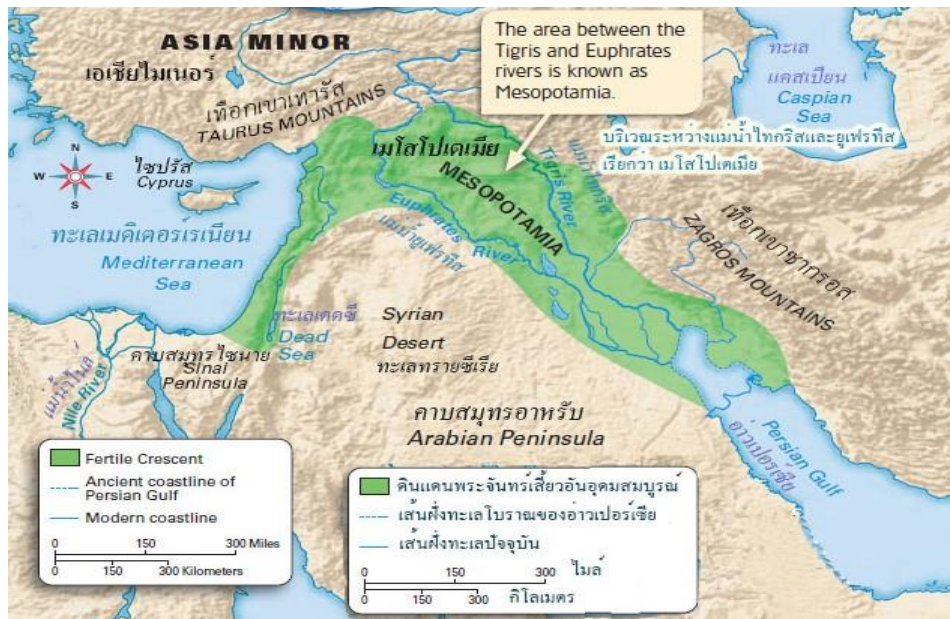 ASIA MINOR
เอเชียไมเนอร์
The area between the
Tigris and Euphrates
rivers is known as
Mesopotamia.
ทะเล
แคสเปียน
Caspian
Sea
เทือกเขาเทารัส
TAURUS MOUNTAINS
บริเวณระหว่างแม่น้ำไทกริสและยูเฟรทีส
เรียกว่า เมโสโปเตเมีย
เมโสโปเตเมีย
MESOPOTAMIA
Tigris River
แม่น้ำไทกริส
N
W
E
S
ไซปรัส
Cyprus
Euphrates River
แม่น้ำยูเฟรทีส
เทือกเขาซากรอส
ZAGROS MOUNTAINS
ทะเลเมดิเตอร์เรเนียน
Mediterranean
Sea
ทะเลเดดซี
Dead
Sea
Syrian
Desert
ทะเลทรายซีเรีย
คาบสมุทรไซนาย
Sinai
Peninsula
แม่น้ำไนล์
Nile River
คาบสมุทรอาหรับ
Arabian Peninsula
Persian Gulf
อ่าวเปอร์เซีย
Fertile Crescent
Ancient coastline of
Persian Gulf
Modern coastline
0 150 300 Miles
0 150 300 Kilometers
ดินแดนพระจันทร์เสี้ยวอันอุดมสมบูรณ์
เส้นฝั่งทะเลโบราณของอ่าวเปอร์เซีย
เส้นฝั่งทะเลปัจจุบัน
0 150 300 ไมล์
0 150 300 กิโลเมตร